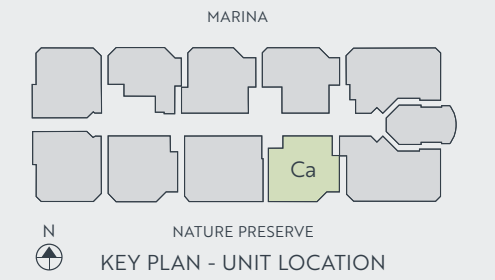 MARINA
Ca
N
NATURE PRESERVE
KEY PLAN - UNIT LOCATION